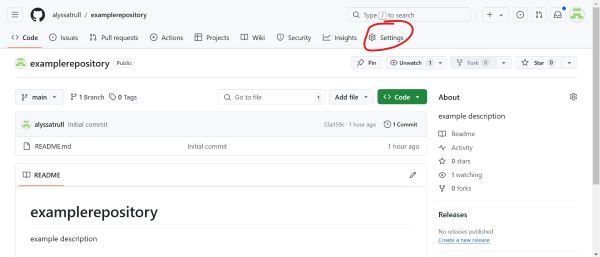 alyssatrull / examplerepository
Type / to search
Code
Issues
Pull requests
Actions
Projects
Wiki
Security
Insights
Settings
examplerepository Public
Pin
Unwatch 1
Fork 0
Star 0
main
1 Branch
0 Tags
Go to file t
Add file
Code
About
alyssatrull Initial commit
33a159c · 1 hour ago
1 Commit
example description
README.md Initial commit 1 hour ago
Readme
Activity
0 stars
1 watching
0 forks
README
examplerepository
example description
Releases
No releases published
Create a new release